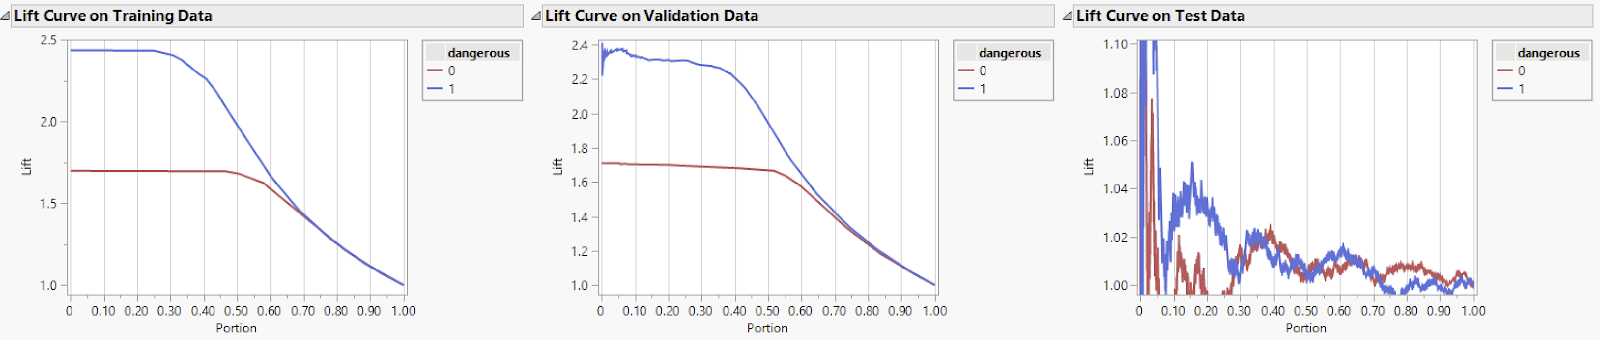 Lift Curve on Training Data
2.5
2.0
1.5
1.0
Lift
0 0.10 0.20 0.30 0.40 0.50 0.60 0.70 0.80 0.90 1.00
Portion
dangerous
0
1
Lift Curve on Validation Data
2.4
2.2
2.0
1.8
1.6
1.4
1.2
1.0
Lift
0 0.10 0.20 0.30 0.40 0.50 0.60 0.70 0.80 0.90 1.00
Portion
dangerous
0
1
Lift Curve on Test Data
1.10
1.08
1.06
1.04
1.02
1.00
Lift
0 0.10 0.20 0.30 0.40 0.50 0.60 0.70 0.80 0.90 1.00
Portion
dangerous
0
1